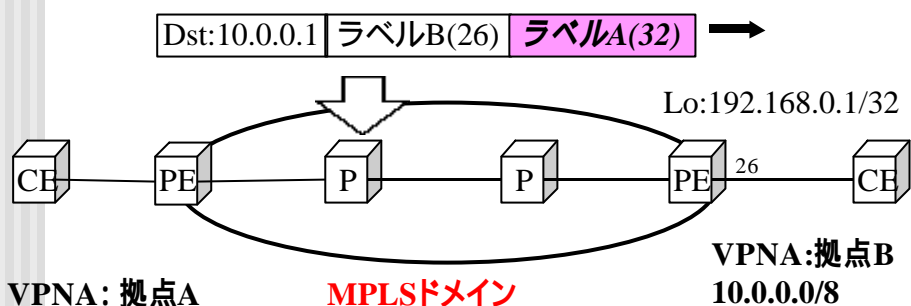 Dst:10.0.0.1 ラベルB(26) ラベルA(32)
Lo:192.168.0.1/32
CE PE P P PE 26 CE
VPNA:拠点B
VPNA: 拠点A MPLSドメイン 10.0.0.0/8